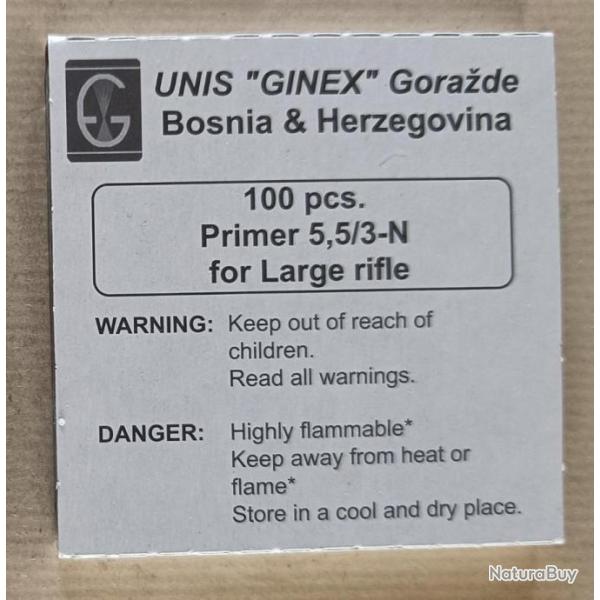 UNIS "GINEX" Goražde
Bosnia & Herzegovina
100 pcs.
Primer 5,5/3-N
for Large rifle
WARNING: Keep out of reach of
children.
Read all warnings.
DANGER: Highly flammable*
Keep away from heat or
flame*
Store in a cool and dry place.
NaturaBuy